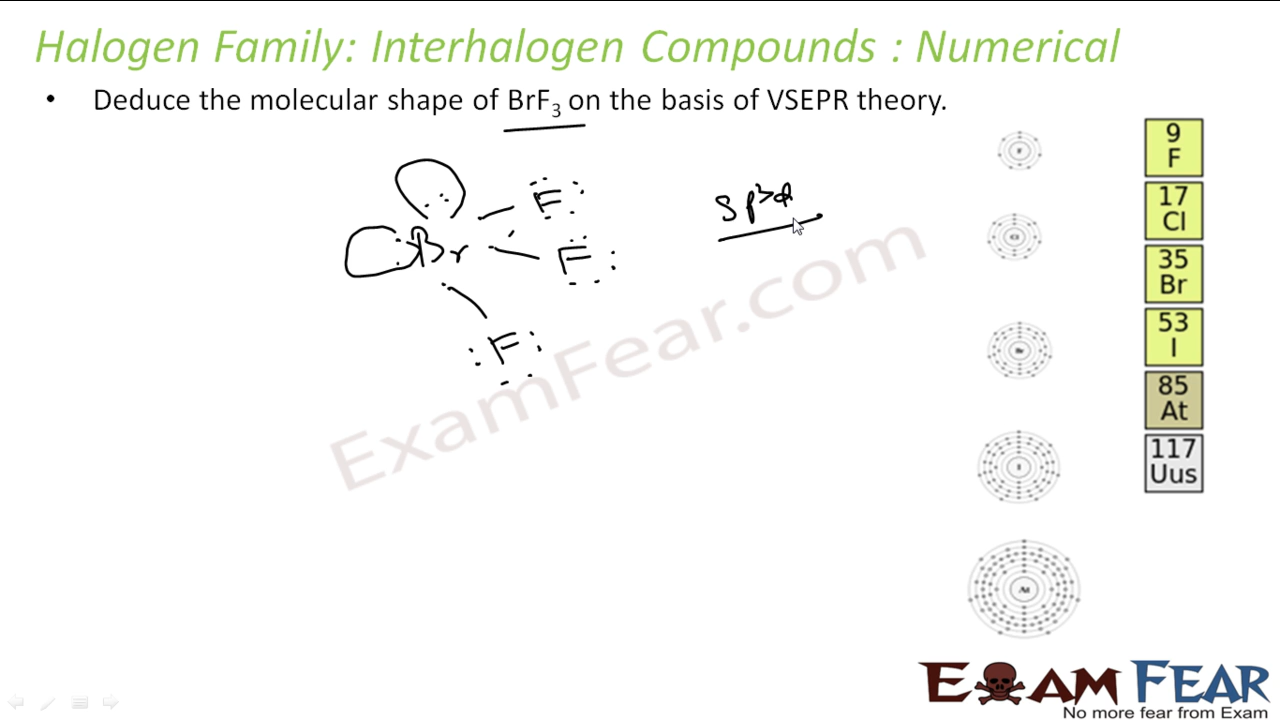 Halogen Family: Interhalogen Compounds : Numerical
• Deduce the molecular shape of BrF₃ on the basis of VSEPR theory.
F
Br
F
F
sp³d
ExamFear.com
9
F
17
Cl
35
Br
53
I
85
At
117
Uus
EXAM FEAR
No more fear from Exam